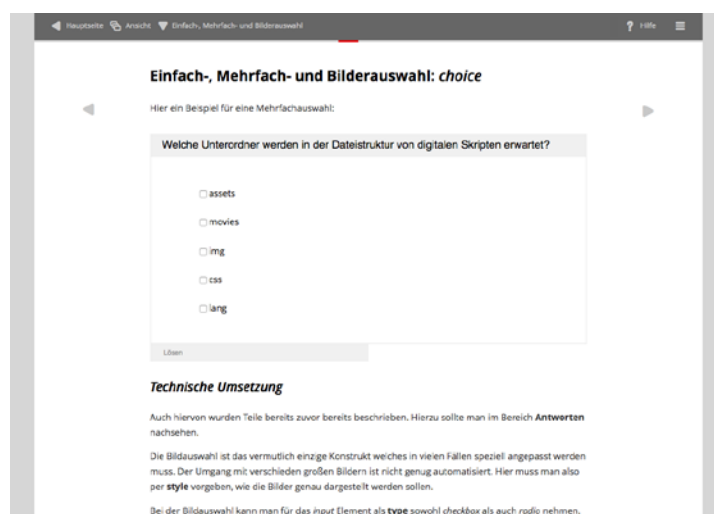 Hauptseite Ansicht Einfach-, Mehrfach- und Bilderauswahl ? Hilfe
Einfach-, Mehrfach- und Bilderauswahl: choice
Hier ein Beispiel für eine Mehrfachauswahl:
Welche Unterordner werden in der Dateistruktur von digitalen Skripten erwartet?
assets
movies
img
css
lang
Lösen
Technische Umsetzung
Auch hiervon wurden Teile bereits zuvor bereits beschrieben. Hierzu sollte man im Bereich Antworten
nachsehen.
Die Bildauswahl ist das vermutlich einzige Konstrukt welches in vielen Fällen speziell angepasst werden
muss. Der Umgang mit verschieden großen Bildern ist nicht genug automatisiert. Hier muss man also
per style vorgeben, wie die Bilder genau dargestellt werden sollen.
Bei der Bildauswahl kann man für das input Element als type sowohl checkbox als auch radio nehmen.